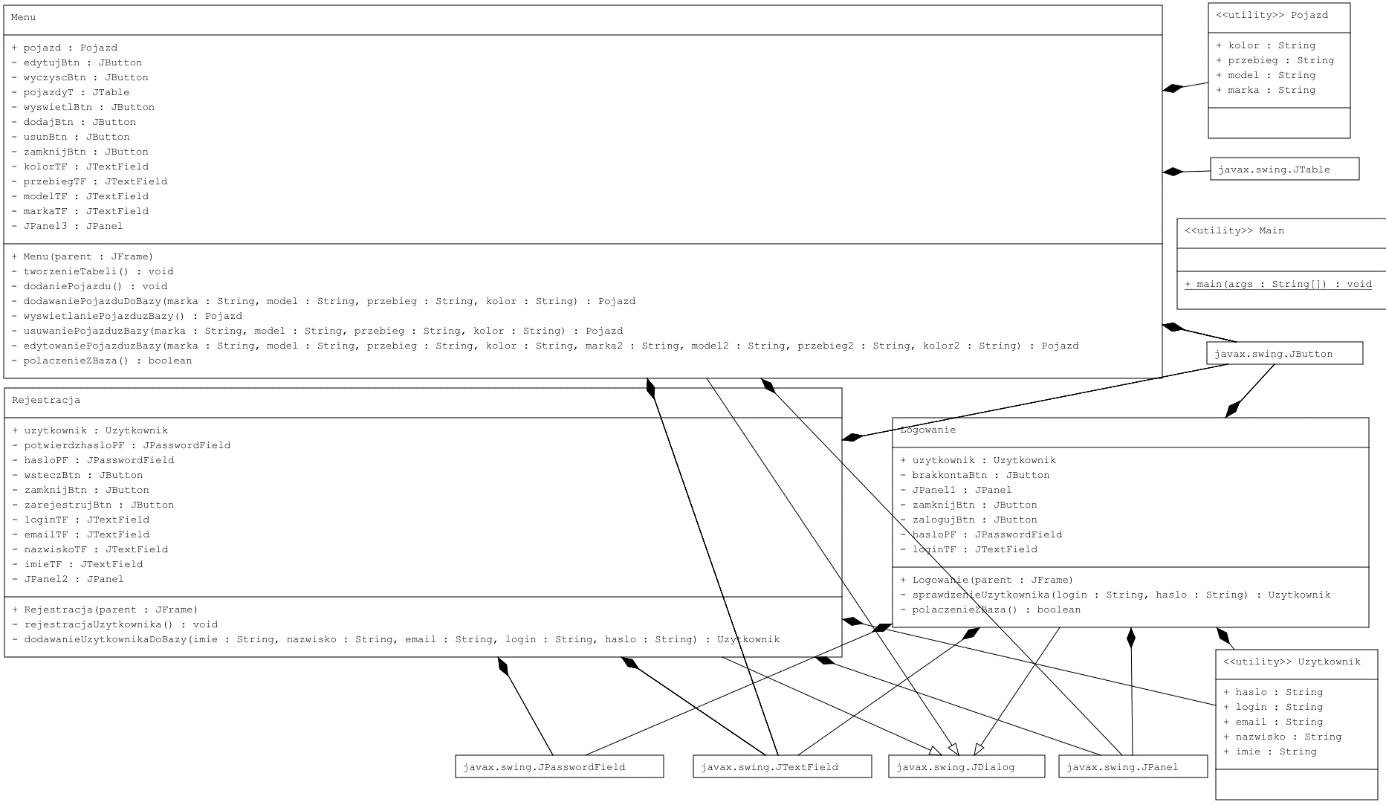 Menu
+ pojazd : Pojazd
- edytujBtn : JButton
- wyczyscBtn : JButton
- pojazdyT : JTable
- wyswietlBtn : JButton
- dodajBtn : JButton
- usunBtn : JButton
- zamknijBtn : JButton
- kolorTF : JTextField
- przebiegTF : JTextField
- modelTF : JTextField
- markaTF : JTextField
- JPanel3 : JPanel
+ Menu(parent : JFrame)
- tworzenieTabeli() : void
- dodaniePojazdu() : void
- dodawaniePojazduDoBazy(marka : String, model : String, przebieg : String, kolor : String) : Pojazd
- wyswietlaniePojazduzBazy() : Pojazd
- usuwaniePojazduzBazy(marka : String, model : String, przebieg : String, kolor : String) : Pojazd
- edytowaniePojazduzBazy(marka : String, model : String, przebieg : String, kolor : String, marka2 : String, model2 : String, przebieg2 : String, kolor2 : String) : Pojazd
- polaczenieZBaza() : boolean
<<utility>> Pojazd
+ kolor : String
+ przebieg : String
+ model : String
+ marka : String
javax.swing.JTable
<<utility>> Main
+ main(args : String[]) : void
javax.swing.JButton
Rejestracja
+ uzytkownik : Uzytkownik
- potwierdzhasloPF : JPasswordField
- hasloPF : JPasswordField
- wsteczBtn : JButton
- zamknijBtn : JButton
- zarejestrujBtn : JButton
- loginTF : JTextField
- emailTF : JTextField
- nazwiskoTF : JTextField
- imieTF : JTextField
- JPanel2 : JPanel
+ Rejestracja(parent : JFrame)
- rejestracjaUzytkownika() : void
- dodawanieUzytkownikaDoBazy(imie : String, nazwisko : String, email : String, login : String, haslo : String) : Uzytkownik
Logowanie
+ uzytkownik : Uzytkownik
- brakkontaBtn : JButton
- JPanel1 : JPanel
- zamknijBtn : JButton
- zalogujBtn : JButton
- hasloPF : JPasswordField
- loginTF : JTextField
+ Logowanie(parent : JFrame)
- sprawdzenieUzytkownika(login : String, haslo : String) : Uzytkownik
- polaczenieZBaza() : boolean
<<utility>> Uzytkownik
+ haslo : String
+ login : String
+ email : String
+ nazwisko : String
+ imie : String
javax.swing.JPasswordField
javax.swing.JTextField
javax.swing.JDialog
javax.swing.JPanel